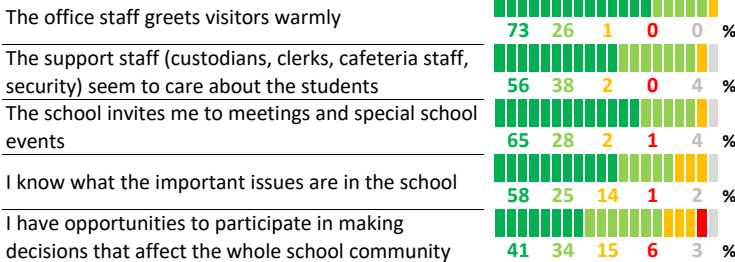 The office staff greets visitors warmly
73 26 1 0 0 %
The support staff (custodians, clerks, cafeteria staff,
security) seem to care about the students
56 38 2 0 4 %
The school invites me to meetings and special school
events
65 28 2 1 4 %
I know what the important issues are in the school
58 25 14 1 2 %
I have opportunities to participate in making
decisions that affect the whole school community
41 34 15 6 3 %